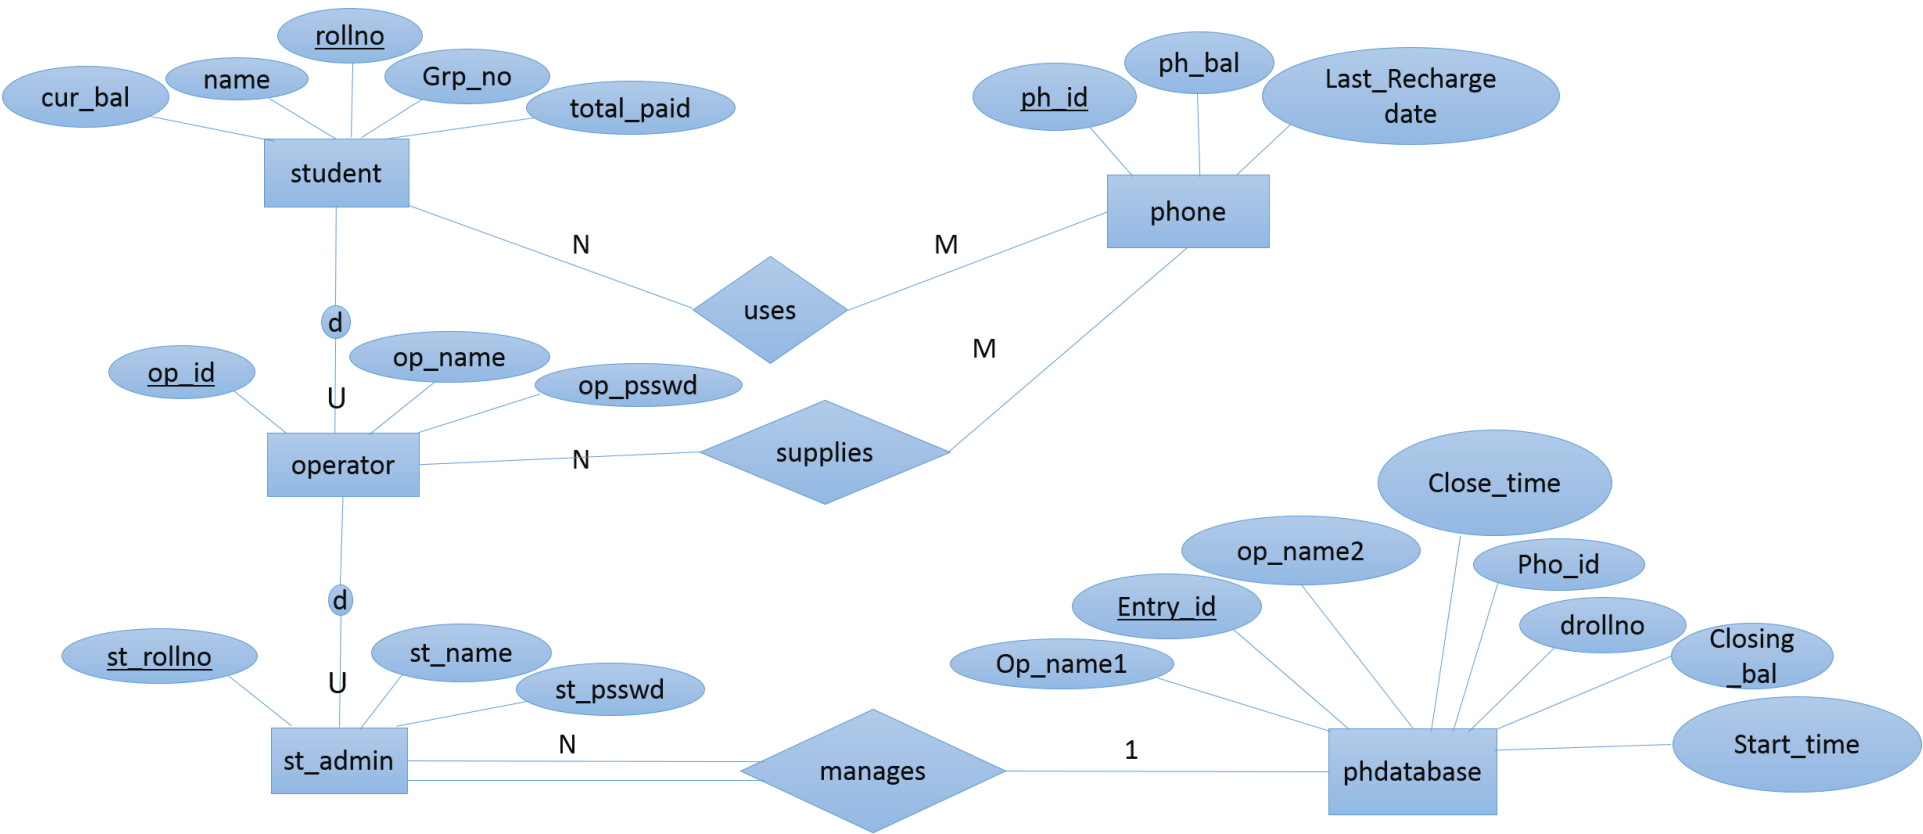 rollno
Grp_no
name
cur_bal
total_paid
student
ph_bal
ph_id
Last_Recharge
date
phone
N
M
uses
d
op_id
op_name
op_psswd
U
M
operator
N
supplies
Close_time
op_name2
Pho_id
Entry_id
drollno
Op_name1
Closing
_bal
Start_time
d
st_rollno
st_name
st_psswd
U
st_admin
N
manages
1
phdatabase